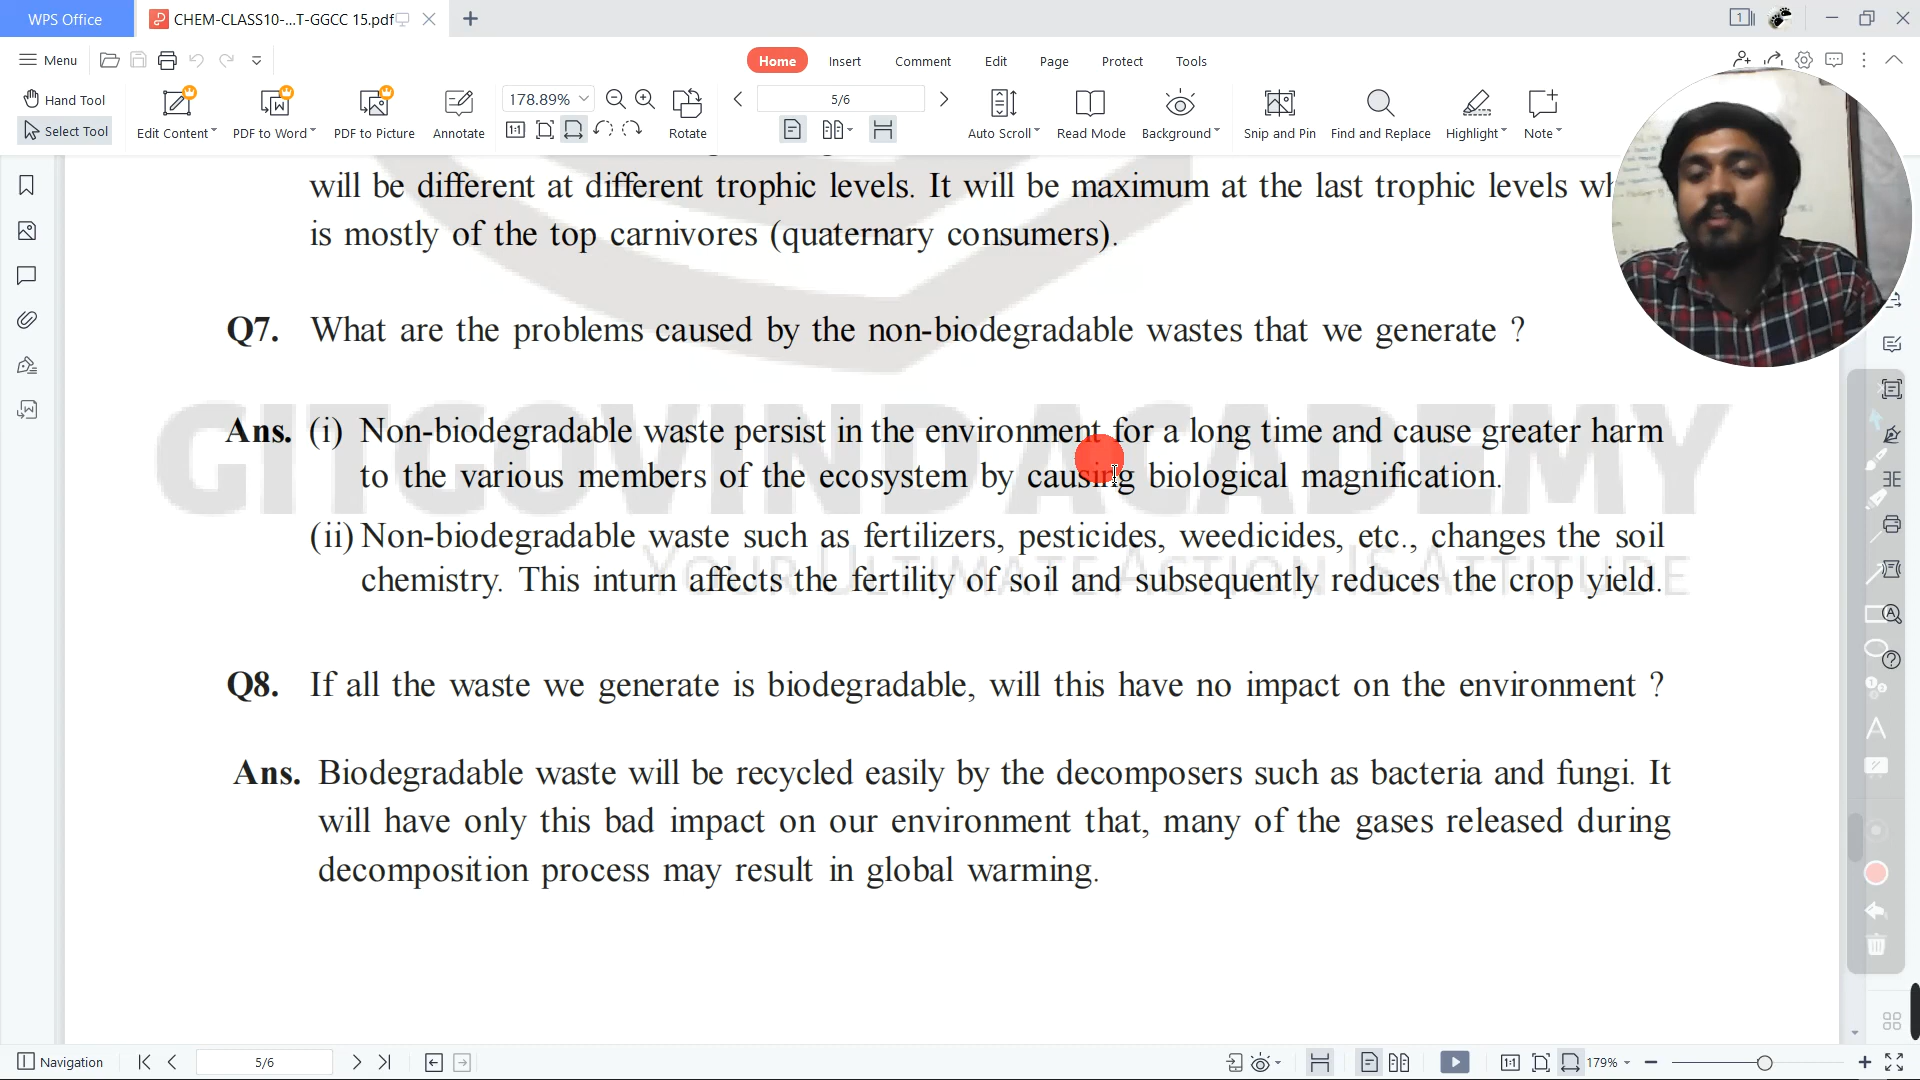 WPS Office
CHEM-CLASS10-...T-GGCC 15.pdf
Menu
Home Insert Comment Edit Page Protect Tools
Hand Tool
Select Tool
Edit Content
PDF to Word
PDF to Picture
Annotate
178.89%
Rotate
5/6
Auto Scroll
Read Mode
Background
Snip and Pin
Find and Replace
Highlight
Note
will be different at different trophic levels. It will be maximum at the last trophic levels
is mostly of the top carnivores (quaternary consumers).
Q7. What are the problems caused by the non-biodegradable wastes that we generate ?
GITGOVIND ACADEMY
YOUR ULTIMATE ACTION IS ATTITUDE
Ans. (i) Non-biodegradable waste persist in the environment for a long time and cause greater harm
to the various members of the ecosystem by causing biological magnification.
(ii) Non-biodegradable waste such as fertilizers, pesticides, weedicides, etc., changes the soil
chemistry. This inturn affects the fertility of soil and subsequently reduces the crop yield.
Q8. If all the waste we generate is biodegradable, will this have no impact on the environment ?
Ans. Biodegradable waste will be recycled easily by the decomposers such as bacteria and fungi. It
will have only this bad impact on our environment that, many of the gases released during
decomposition process may result in global warming.
Navigation
5/6
179%